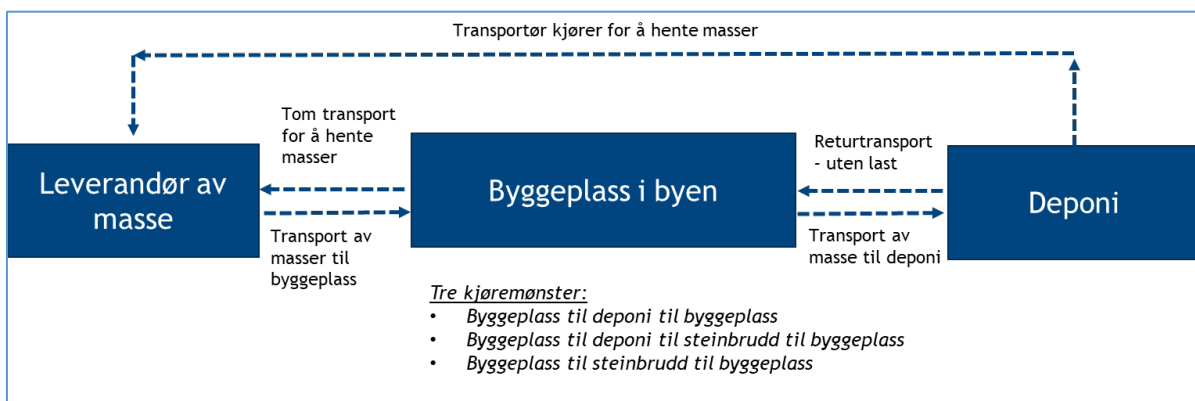 Transportør kjører for å hente masser
Tom transport
for å hente
masser
Returtransport
- uten last
Leverandør av
masse
Byggeplass i byen
Deponi
Transport av
masser til
byggeplass
Transport av
masse til deponi
Tre kjøremønster:
• Byggeplass til deponi til byggeplass
• Byggeplass til deponi til steinbrudd til byggeplass
• Byggeplass til steinbrudd til byggeplass